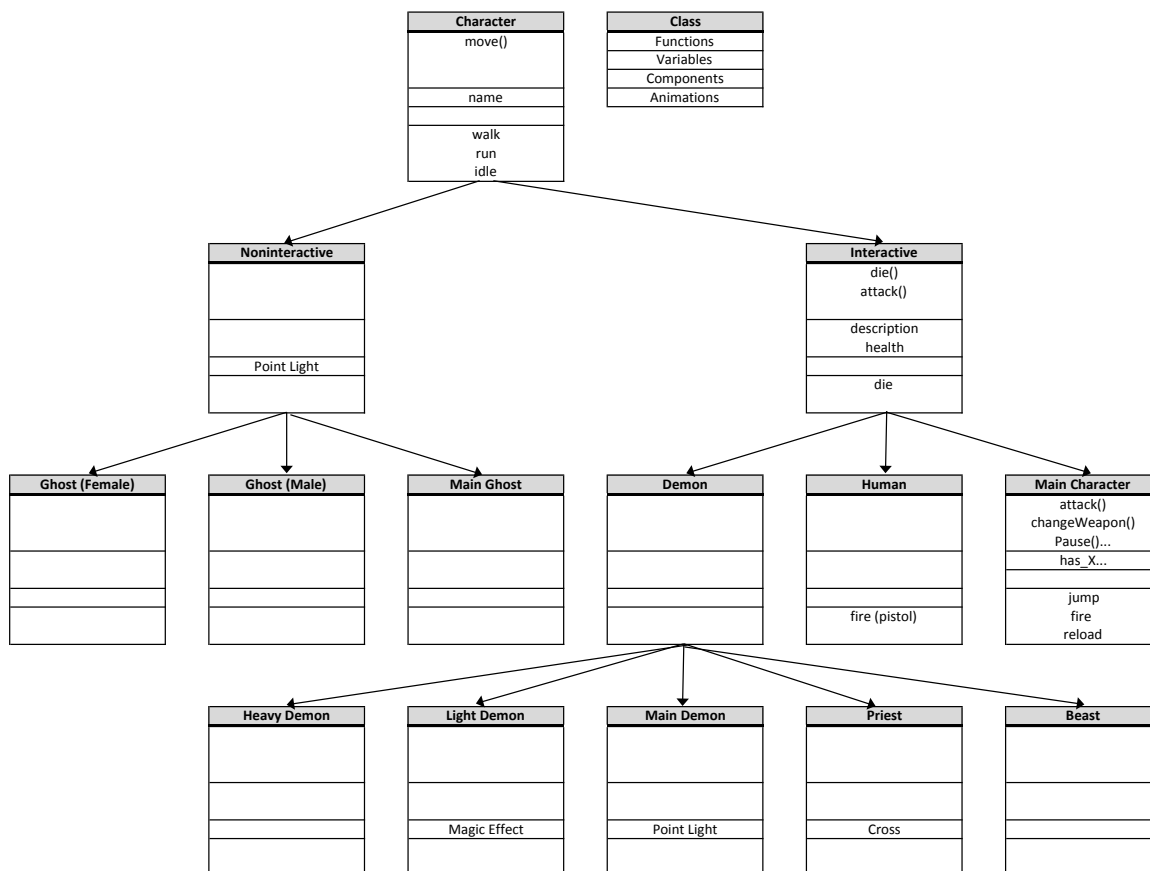 Character
move()
name
walk
run
idle
Class
Functions
Variables
Components
Animations
Noninteractive
Point Light
Interactive
die()
attack()
description
health
die
Ghost (Female)
Ghost (Male)
Main Ghost
Demon
Human
fire (pistol)
Main Character
attack()
changeWeapon()
Pause()...
has_X...
jump
fire
reload
Heavy Demon
Light Demon
Magic Effect
Main Demon
Point Light
Priest
Cross
Beast